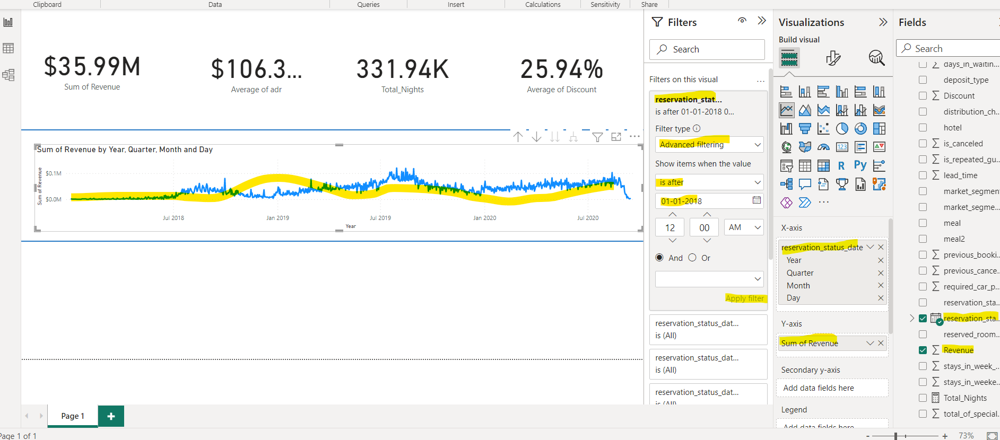 Clipboard
Data
Queries
Insert
Calculations
Sensitivity
Share
$35.99M
Sum of Revenue
$106.3...
Average of adr
331.94K
Total_Nights
25.94%
Average of Discount
Sum of Revenue by Year, Quarter, Month and Day
Sum of Revenue
$0.1M
$0.0M
Jul 2018
Jan 2019
Jul 2019
Jan 2020
Jul 2020
Year
Page 1
Page 1 of 1
Filters
Search
Filters on this visual
...
reservation_stat...
is after 01-01-2018 0...
Filter type
Advanced filtering
Show items when the value
is after
01-01-2018
12
00
AM
And
Or
Apply filter
reservation_status_dat...
is (All)
reservation_status_dat...
is (All)
reservation_status_dat...
is (All)
Visualizations
Build visual
123
R
Py
...
X-axis
reservation_status_date
Year
Quarter
Month
Day
Y-axis
Sum of Revenue
Secondary y-axis
Add data fields here
Legend
Add data fields here
Fields
Search
days_in_waitin...
deposit_type
Discount
distribution_ch...
hotel
is_canceled
is_repeated_gu...
lead_time
market_segmen
market_segme...
meal
meal2
previous_booki...
previous_cance...
required_car_p...
reservation_sta...
reservation_sta...
reserved_room...
Revenue
stays_in_week_...
stays_in_weeke...
Total_Nights
total_of_special...
- + 73%